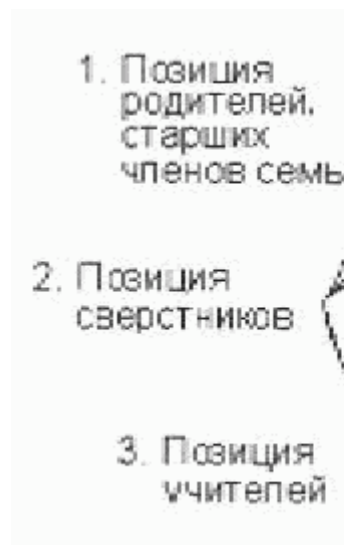 1. Позиция
родителей,
старших
членов семь
2. Позиция
сверстников
3. Позиция
учителей